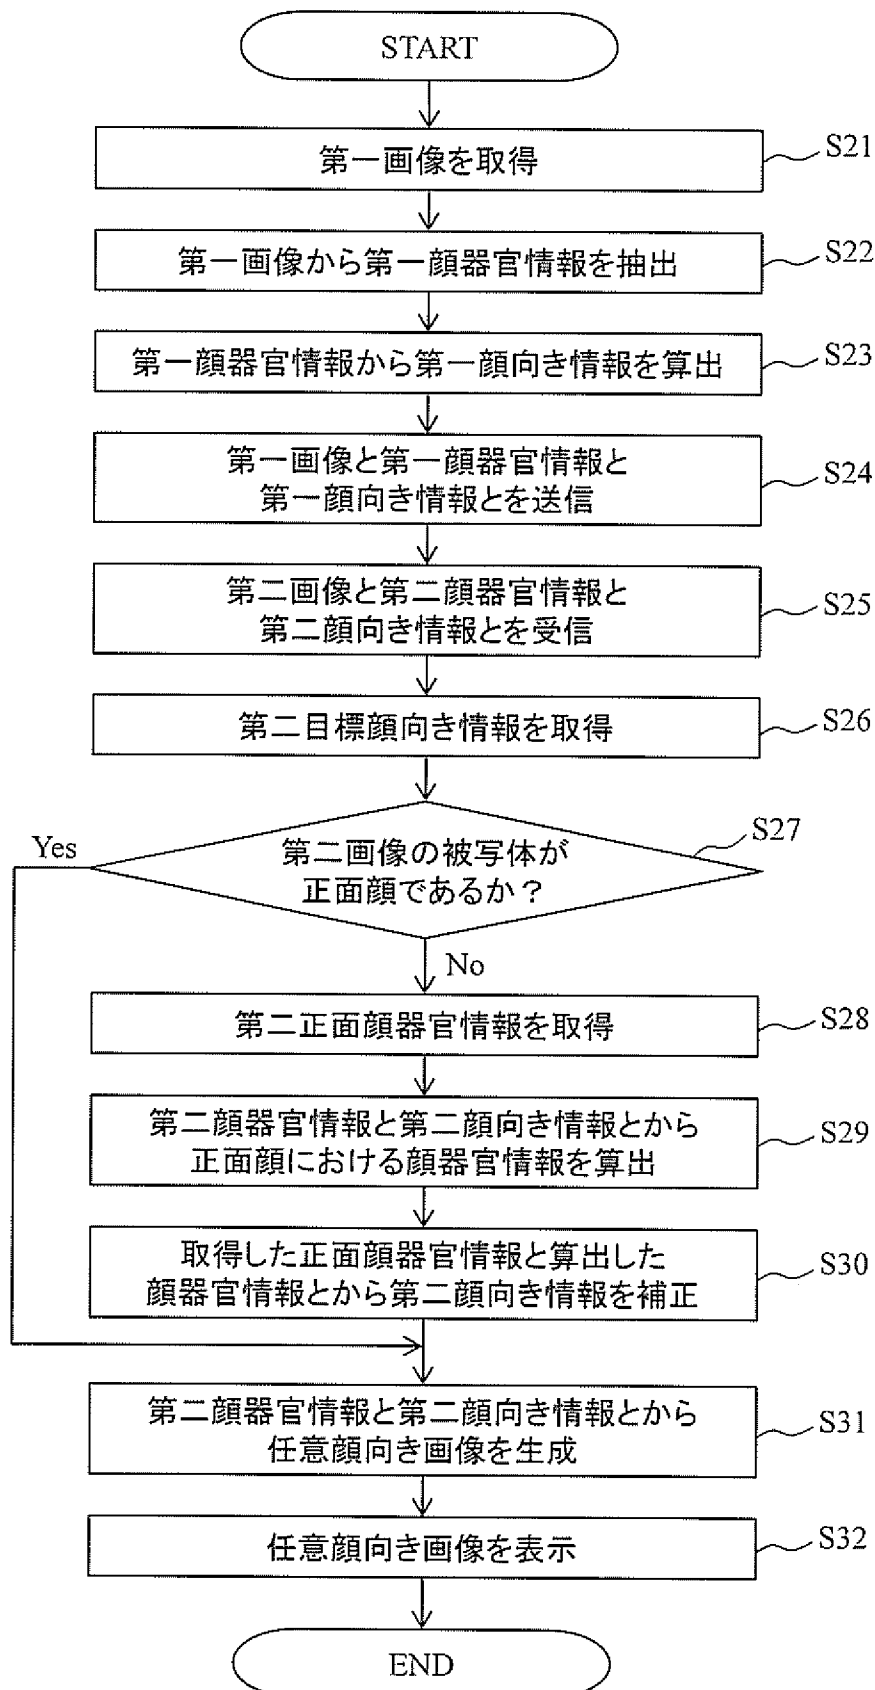 START
第一画像を取得
S21
第一画像から第一顔器官情報を抽出
S22
第一顔器官情報から第一顔向き情報を算出
S23
第一画像と第一顔器官情報と
第一顔向き情報とを送信
S24
第二画像と第二顔器官情報と
第二顔向き情報とを受信
S25
第二目標顔向き情報を取得
S26
第二画像の被写体が
正面顔であるか？
S27
Yes
No
第二正面顔器官情報を取得
S28
第二顔器官情報と第二顔向き情報とから
正面顔における顔器官情報を算出
S29
取得した正面顔器官情報と算出した
顔器官情報とから第二顔向き情報を補正
S30
第二顔器官情報と第二顔向き情報とから
任意顔向き画像を生成
S31
任意顔向き画像を表示
S32
END